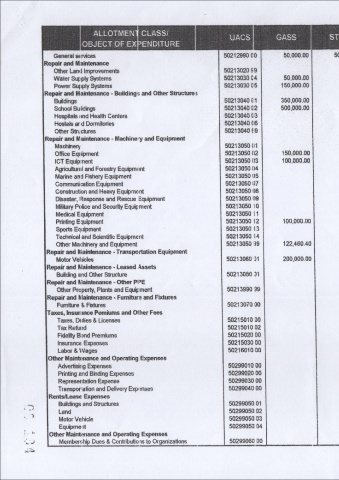 ALLOTMENT CLASS/ OBJECT OF EXPENDITURE UACS GASS ST
General services 50212990 00 50,000.00 50
Repair and Maintenance
Other Land Improvements 50213020 99
Water Supply Systems 50213030 04 50,000.00
Power Supply Systems 50213030 05 150,000.00
Repair and Maintenance - Buildings and Other Structures
Buildings 50213040 01 350,000.00
School Buildings 50213040 02 500,000.00
Hospitals and Health Centers 50213040 03
Hostels and Dormitories 50213040 06
Other Structures 50213040 99
Repair and Maintenance - Machinery and Equipment
Machinery 50213050 01
Office Equipment 50213050 02 150,000.00
ICT Equipment 50213050 03 100,000.00
Agricultural and Forestry Equipment 50213050 04
Marine and Fishery Equipment 50213050 05
Communication Equipment 50213050 07
Construction and Heavy Equipment 50213050 08
Disaster, Response and Rescue Equipment 50213050 09
Military Police and Security Equipment 50213050 10
Medical Equipment 50213050 11
Printing Equipment 50213050 12 100,000.00
Sports Equipment 50213050 13
Technical and Scientific Equipment 50213050 14
Other Machinery and Equipment 50213050 99 122,460.40
Repair and Maintenance - Transportation Equipment
Motor Vehicles 50213060 01 200,000.00
Repair and Maintenance - Leased Assets
Building and Other Structure 50213080 01
Repair and Maintenance - Other PPE
Other Property, Plants and Equipment 50213990 99
Repair and Maintenance - Furniture and Fixtures
Furniture & Fixtures 50213070 00
Taxes, Insurance Premiums and Other Fees
Taxes, Duties & Licenses 50215010 00
Tax Refund 50215010 02
Fidelity Bond Premiums 50215020 00
Insurance Expenses 50215030 00
Labor & Wages 50216010 00
Other Maintenance and Operating Expenses
Advertising Expenses 50299010 00
Printing and Binding Expenses 50299020 00
Representation Expense 50299030 00
Transportation and Delivery Expenses 50299040 00
Rents/Lease Expenses
Buildings and Structures 50299050 01
Land 50299050 02
Motor Vehicle 50299050 03
Equipment 50299050 04
Other Maintenance and Operating Expenses
Membership Dues & Contributions to Organizations 50299060 00